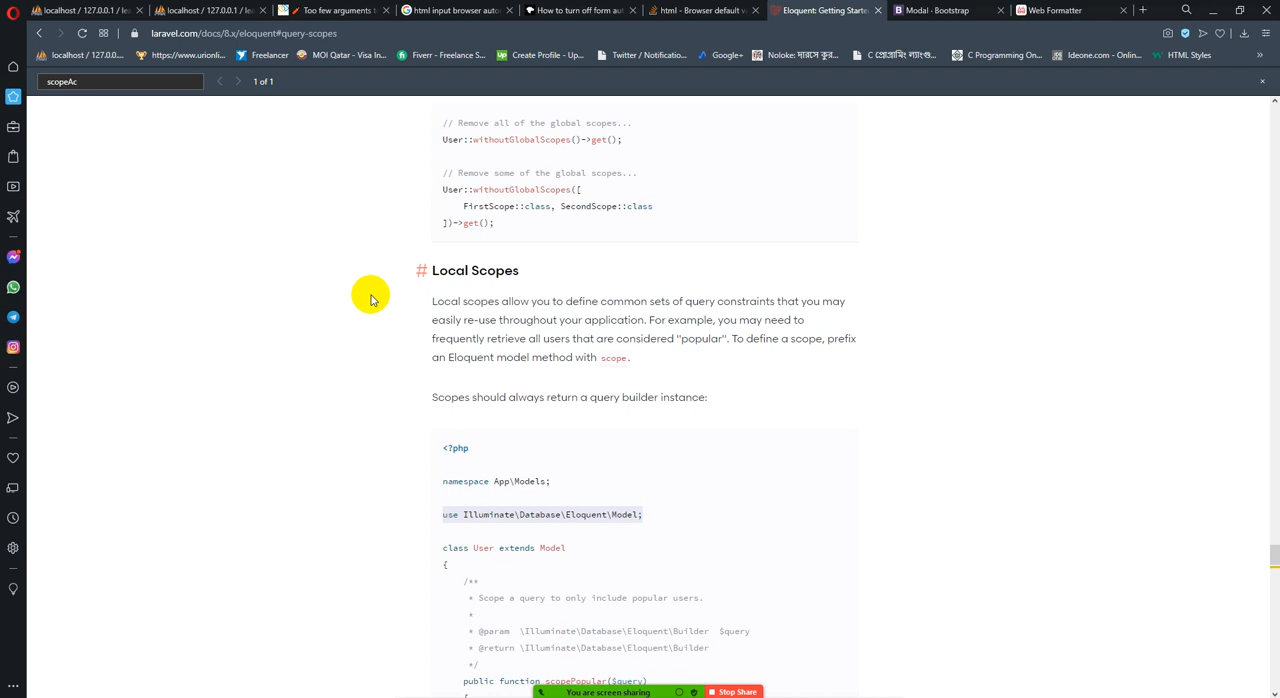 localhost / 127.0.0.1 / lea
localhost / 127.0.0.1 / lea
Too few arguments to
html input browser auto
How to turn off form aut
html - Browser default v
Eloquent: Getting Starte
Modal - Bootstrap
Web Formatter
laravel.com/docs/8.x/eloquent#query-scopes
localhost / 127.0.0....
https://www.urionli...
Freelancer
MOI Qatar - Visa In...
Fiverr - Freelance S...
Create Profile - Up...
Twitter / Notificatio...
Google+
Noloke: দারসে কুর...
C প্রোগ্রামিং ল্যাংগু...
C Programming On...
Ideone.com - Onlin...
HTML Styles
scopeAc
1 of 1
// Remove all of the global scopes...
User::withoutGlobalScopes()->get();
// Remove some of the global scopes...
User::withoutGlobalScopes([
FirstScope::class, SecondScope::class
])->get();
# Local Scopes
Local scopes allow you to define common sets of query constraints that you may
easily re-use throughout your application. For example, you may need to
frequently retrieve all users that are considered "popular". To define a scope, prefix
an Eloquent model method with scope.
Scopes should always return a query builder instance:
<?php
namespace App\Models;
use Illuminate\Database\Eloquent\Model;
class User extends Model
{
/**
* Scope a query to only include popular users.
*
* @param \Illuminate\Database\Eloquent\Builder $query
* @return \Illuminate\Database\Eloquent\Builder
*/
public function scopePopular($query)
You are screen sharing
Stop Share